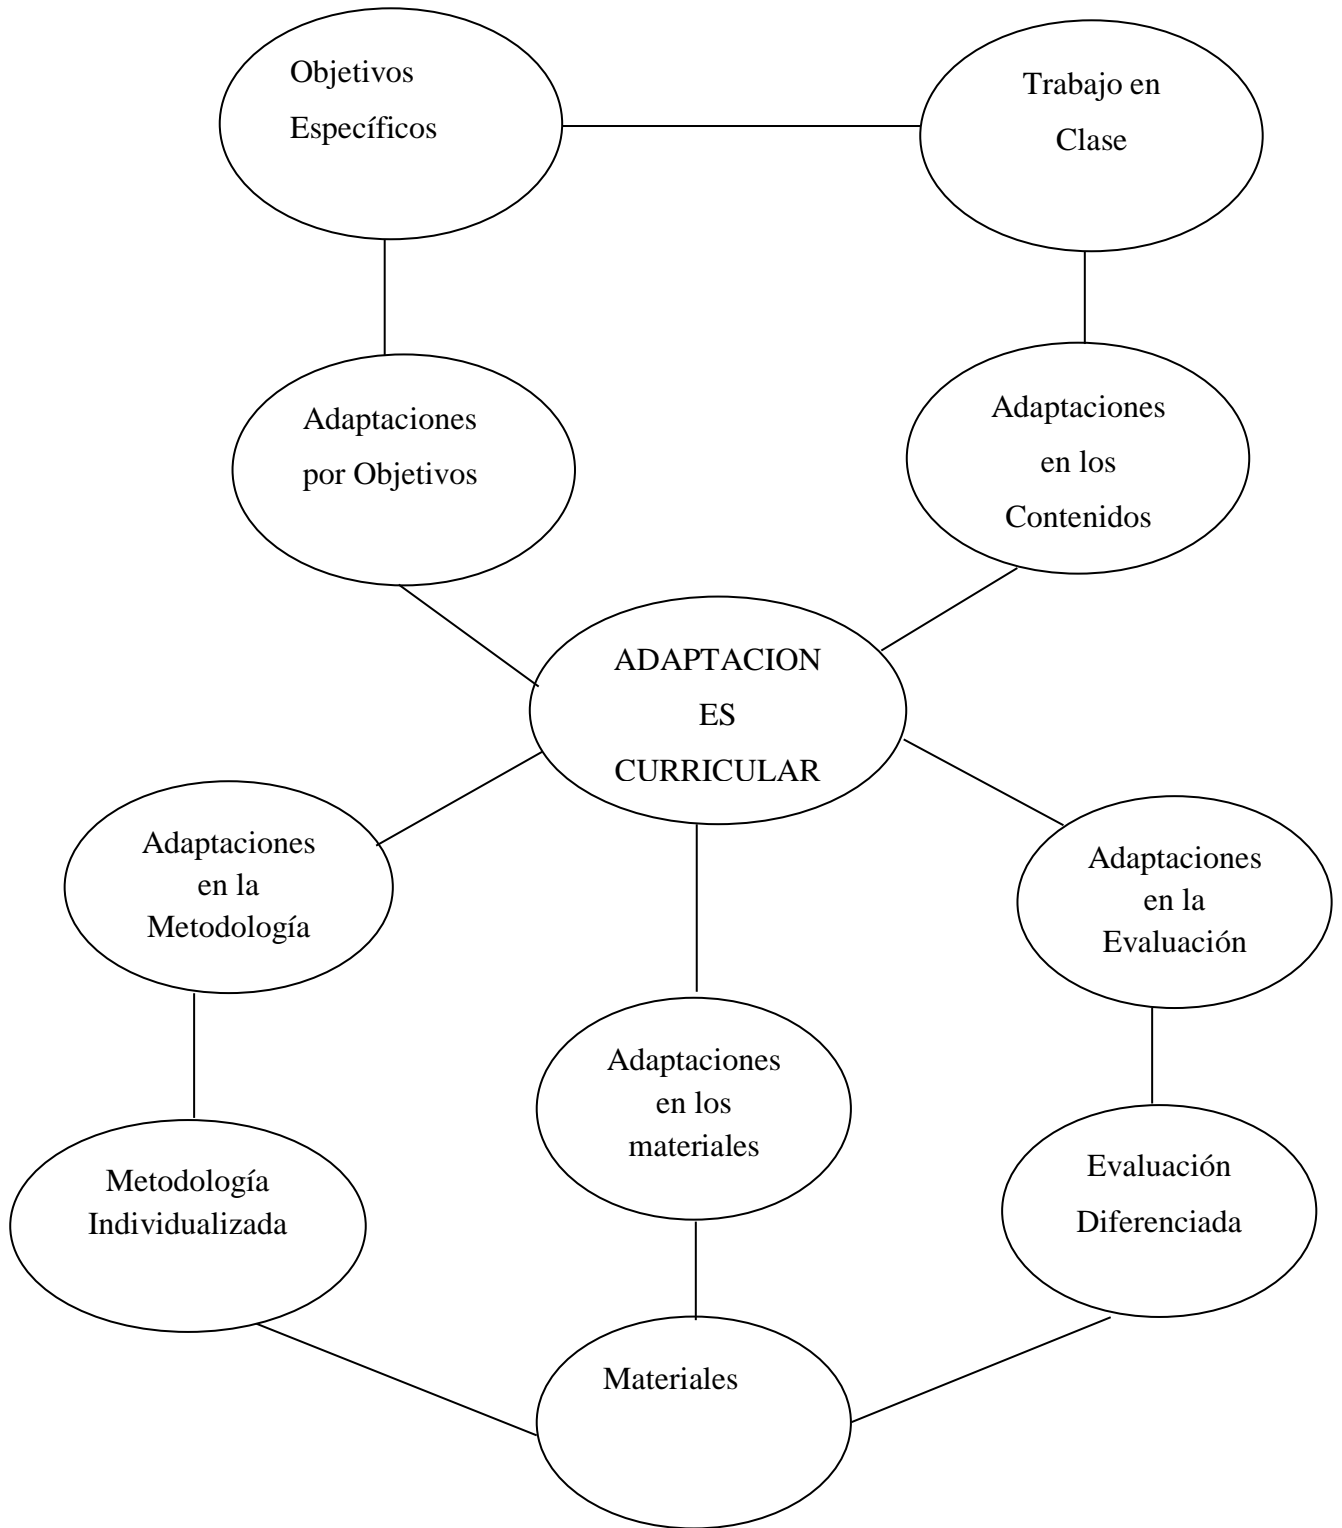 Objetivos
Específicos
Trabajo en
Clase
Adaptaciones
por Objetivos
Adaptaciones
en los
Contenidos
ADAPTACION
ES
CURRICULAR
Adaptaciones
en la
Metodología
Adaptaciones
en la
Evaluación
Adaptaciones
en los
materiales
Metodología
Individualizada
Evaluación
Diferenciada
Materiales